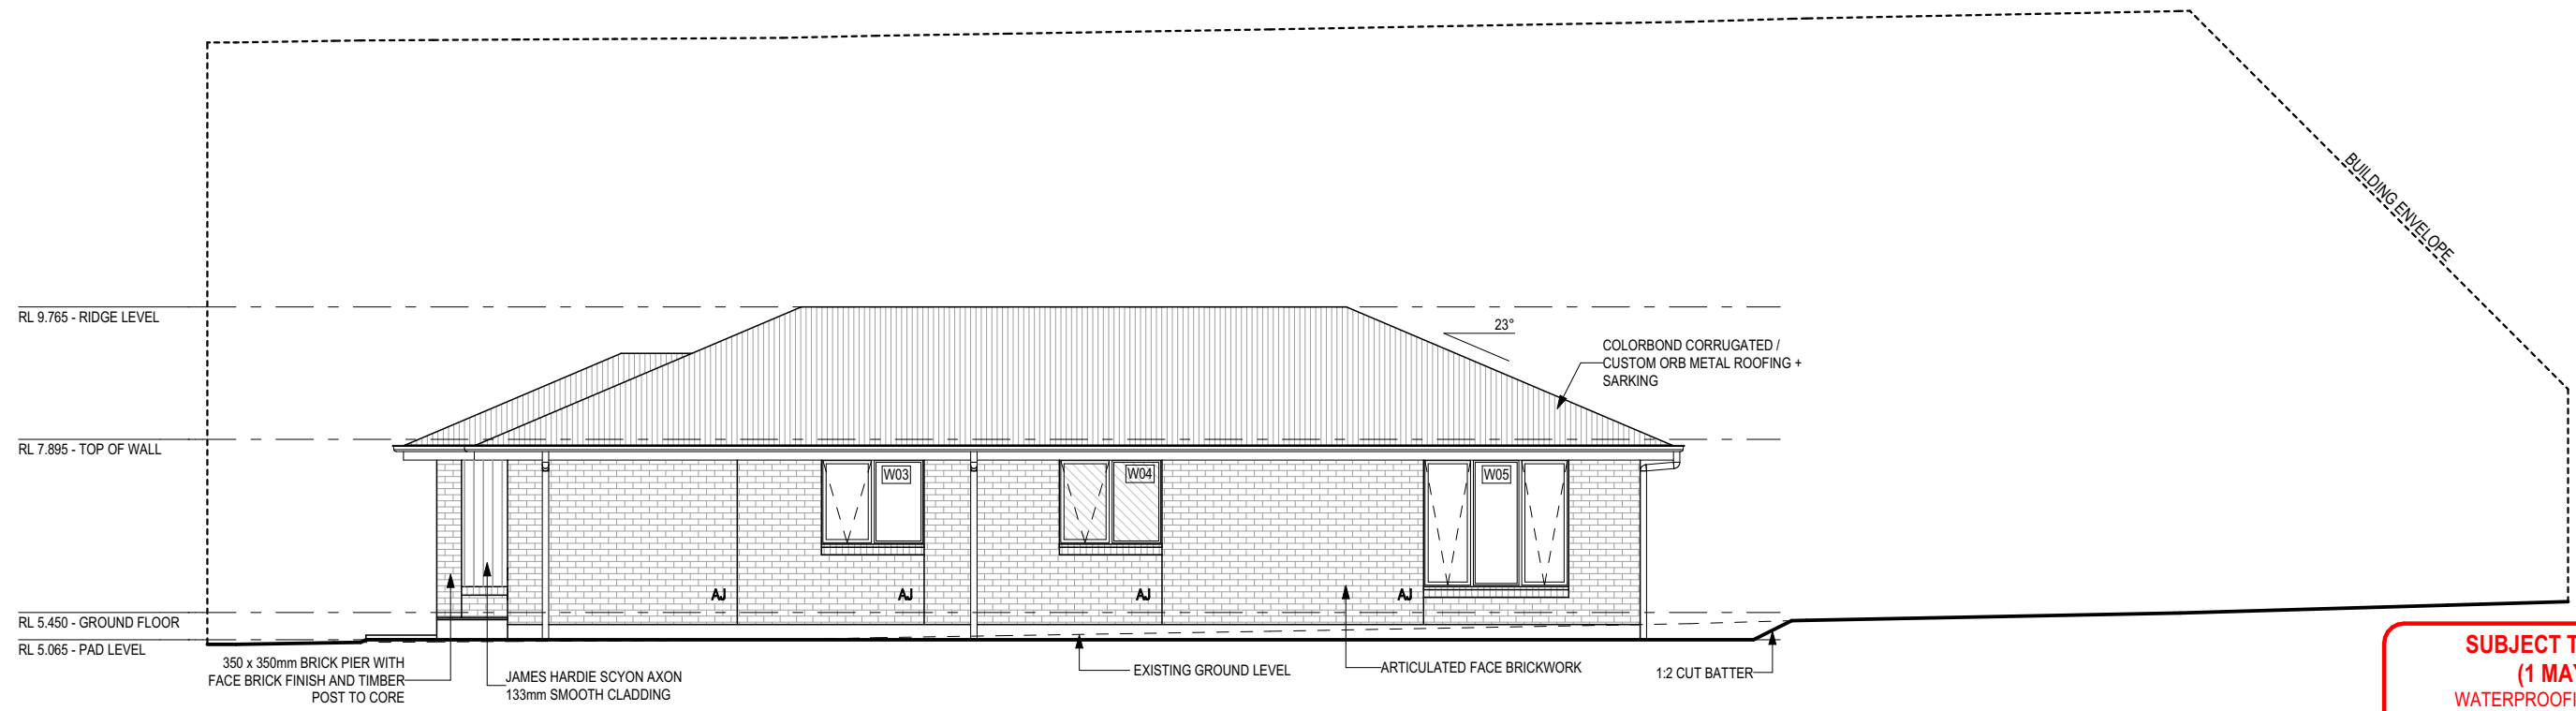 BUILDING ENVELOPE
RL 9.765 - RIDGE LEVEL
23°
COLORBOND CORRUGATED /
CUSTOM ORB METAL ROOFING +
SARKING
RL 7.895 - TOP OF WALL
W03
W04
W05
AJ
AJ
AJ
AJ
RL 5.450 - GROUND FLOOR
RL 5.065 - PAD LEVEL
350 x 350mm BRICK PIER WITH
FACE BRICK FINISH AND TIMBER
POST TO CORE
JAMES HARDIE SCYON AXON
133mm SMOOTH CLADDING
EXISTING GROUND LEVEL
ARTICULATED FACE BRICKWORK
1:2 CUT BATTER
SUBJECT T
(1 MAY
WATERPROOFI